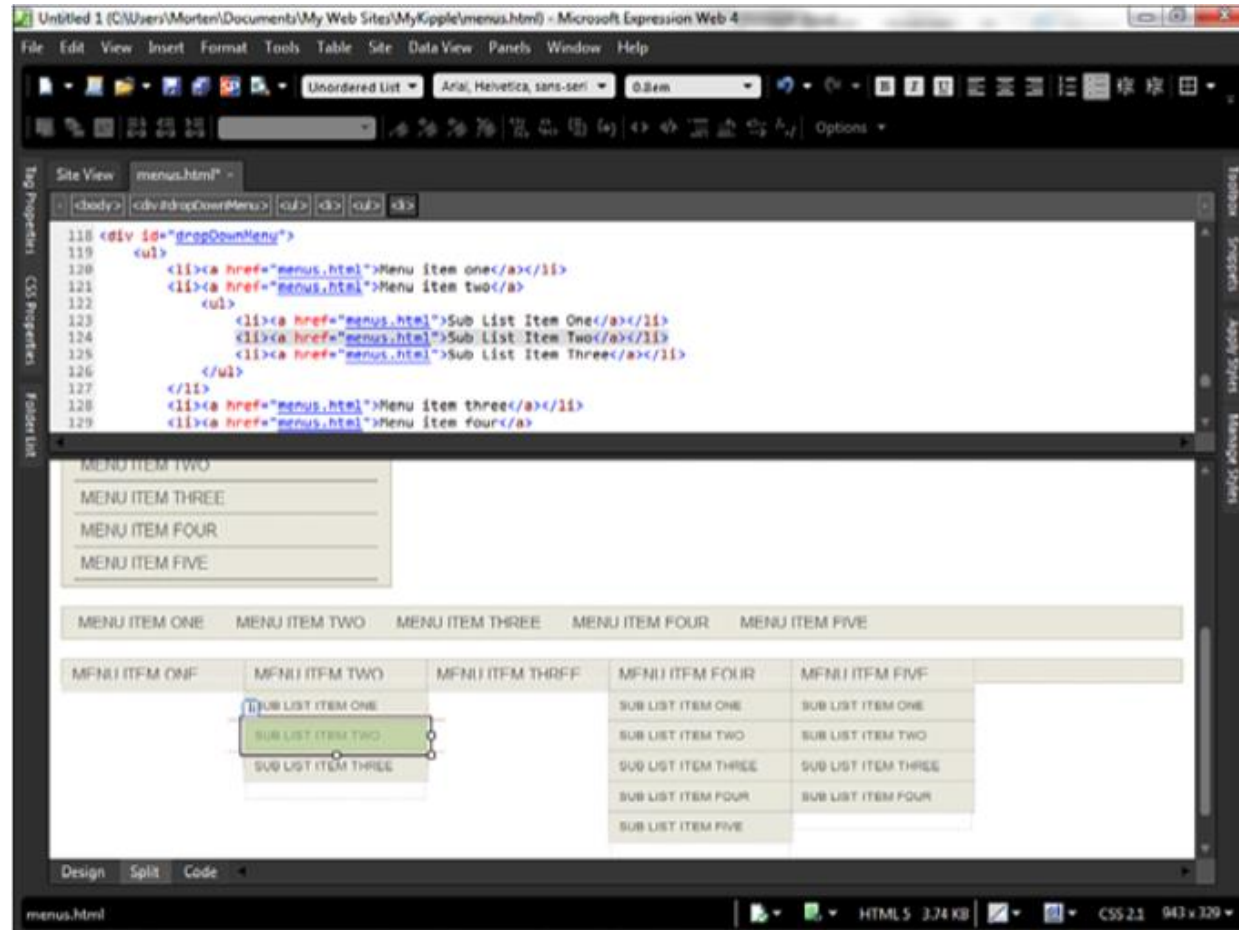 Untitled 1 (C:\Users\Morten\Documents\My Web Sites\MyKipple\menus.html) - Microsoft Expression Web 4
File Edit View Insert Format Tools Table Site Data View Panels Window Help
Unordered List Arial, Helvetica, sans-seri 0.8em B I U
Options
Site View menus.html*
<body> <div#dropDownMenu> <ul> <li> <ul> <li>
118 <div id="dropDownMenu">
119 <ul>
120 <li><a href="menus.html">Menu item one</a></li>
121 <li><a href="menus.html">Menu item two</a>
122 <ul>
123 <li><a href="menus.html">Sub List Item One</a></li>
124 <li><a href="menus.html">Sub List Item Two</a></li>
125 <li><a href="menus.html">Sub List Item Three</a></li>
126 </ul>
127 </li>
128 <li><a href="menus.html">Menu item three</a></li>
129 <li><a href="menus.html">Menu item four</a>
Tag Properties
CSS Properties
Folder List
Toolbox
Snippets
Apply Styles
Manage Styles
MENU ITEM TWO
MENU ITEM THREE
MENU ITEM FOUR
MENU ITEM FIVE
MENU ITEM ONE MENU ITEM TWO MENU ITEM THREE MENU ITEM FOUR MENU ITEM FIVE
MENU ITEM ONE MENU ITEM TWO MENU ITEM THREE MENU ITEM FOUR MENU ITEM FIVE
li SUB LIST ITEM ONE SUB LIST ITEM ONE SUB LIST ITEM ONE
SUB LIST ITEM TWO SUB LIST ITEM TWO SUB LIST ITEM TWO
SUB LIST ITEM THREE SUB LIST ITEM THREE SUB LIST ITEM THREE
SUB LIST ITEM FOUR SUB LIST ITEM FOUR
SUB LIST ITEM FIVE
Design Split Code
menus.html HTML 5 3.74 KB CSS 2.1 943 x 329